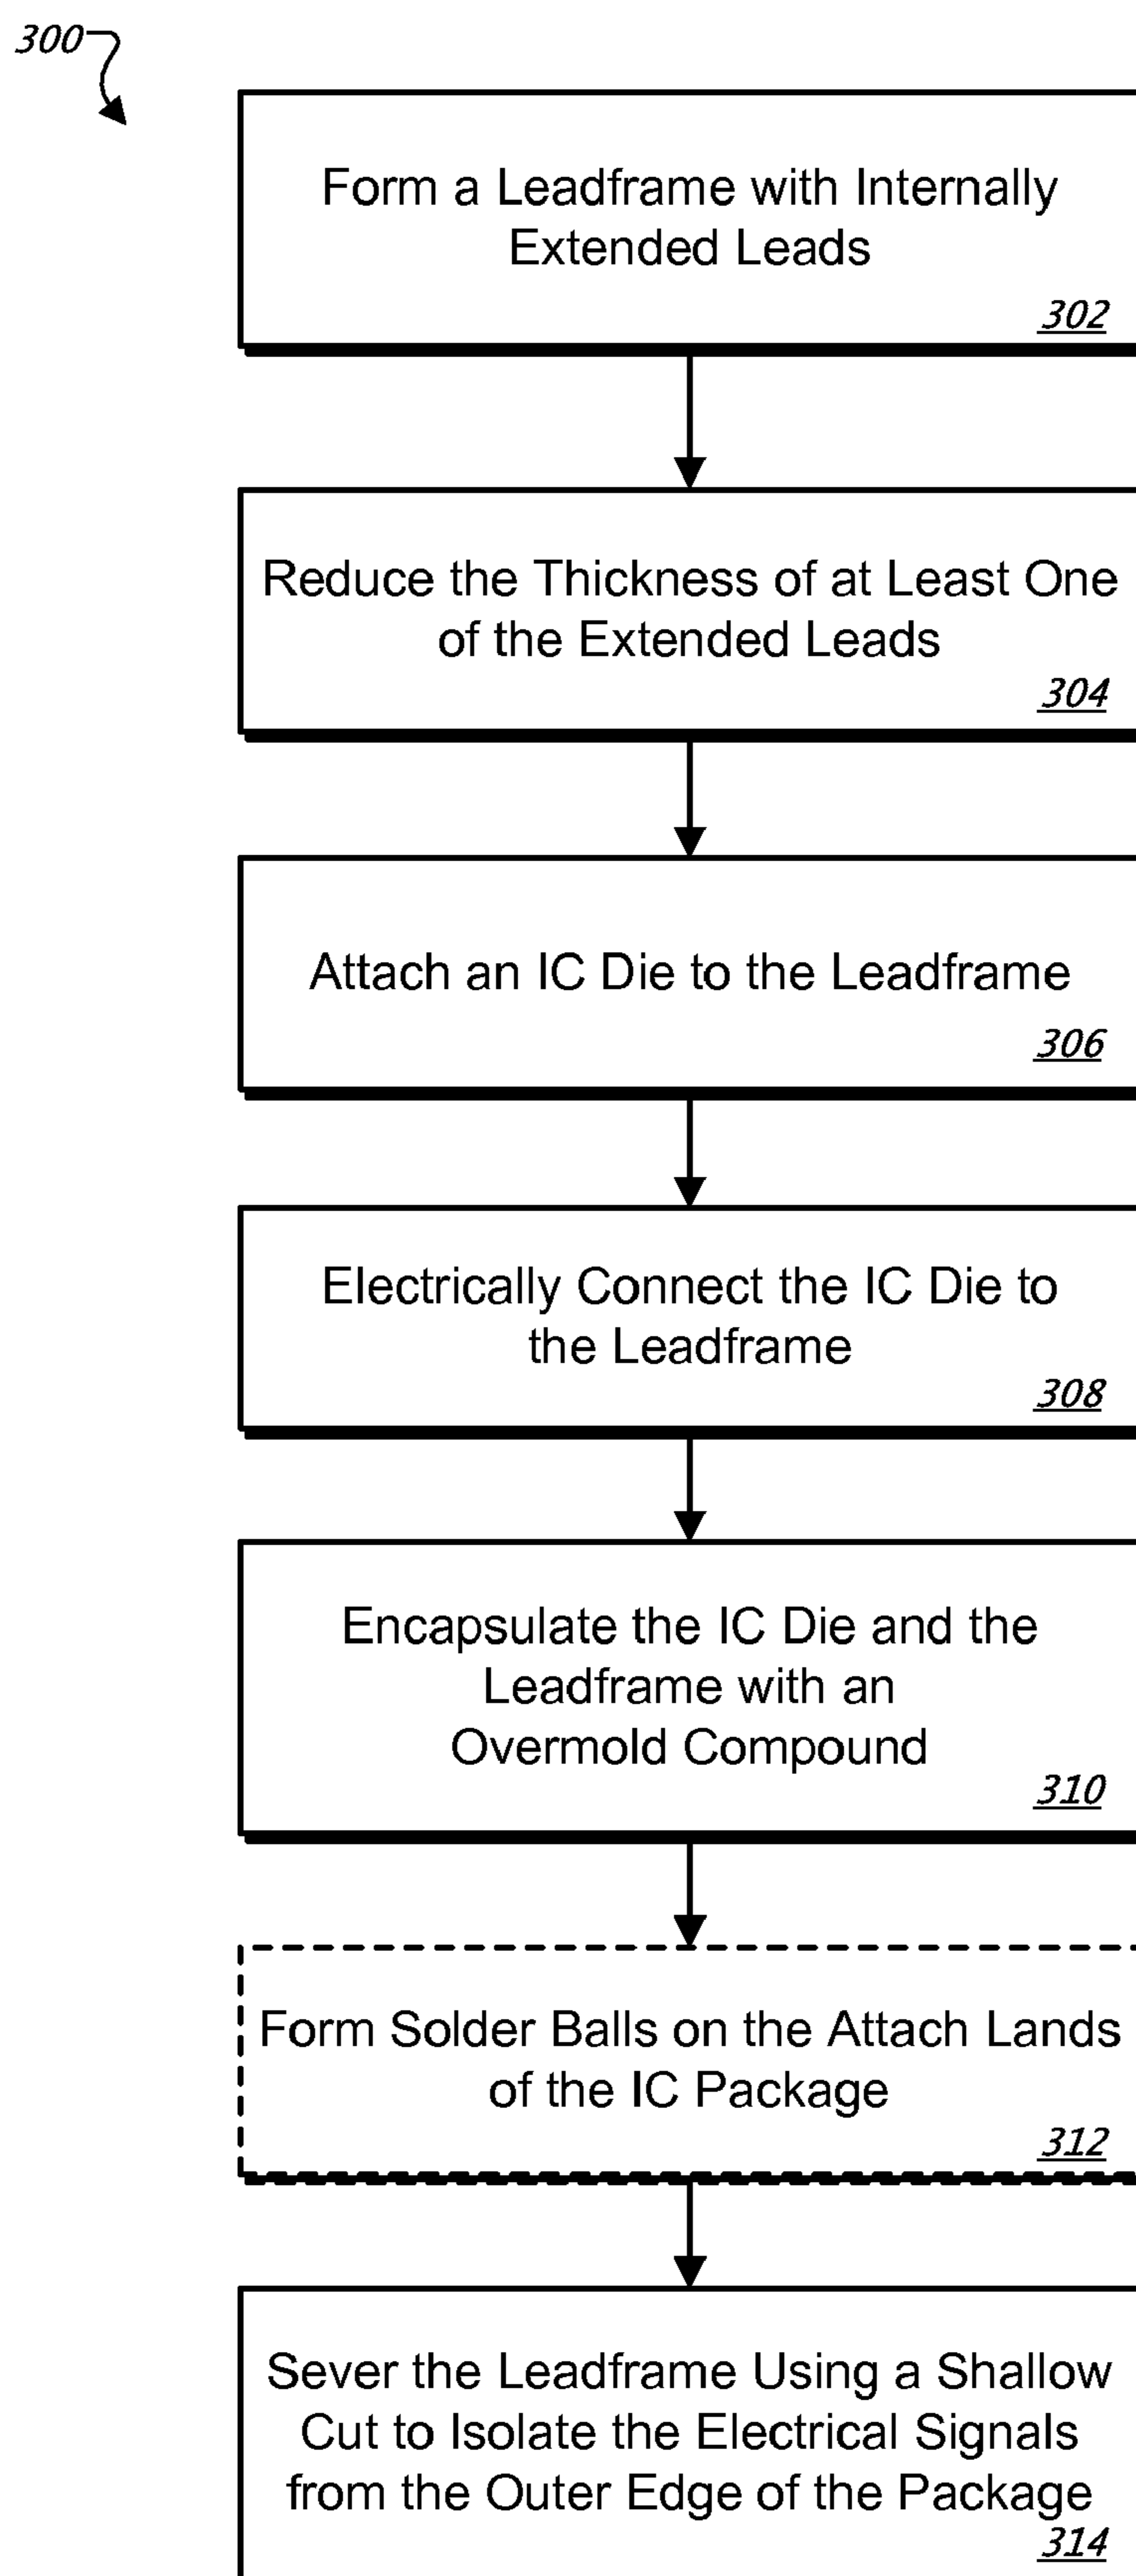 300
Form a Leadframe with Internally
Extended Leads
302
Reduce the Thickness of at Least One
of the Extended Leads
304
Attach an IC Die to the Leadframe
306
Electrically Connect the IC Die to
the Leadframe
308
Encapsulate the IC Die and the
Leadframe with an
Overmold Compound
310
Form Solder Balls on the Attach Lands
of the IC Package
312
Sever the Leadframe Using a Shallow
Cut to Isolate the Electrical Signals
from the Outer Edge of the Package
314